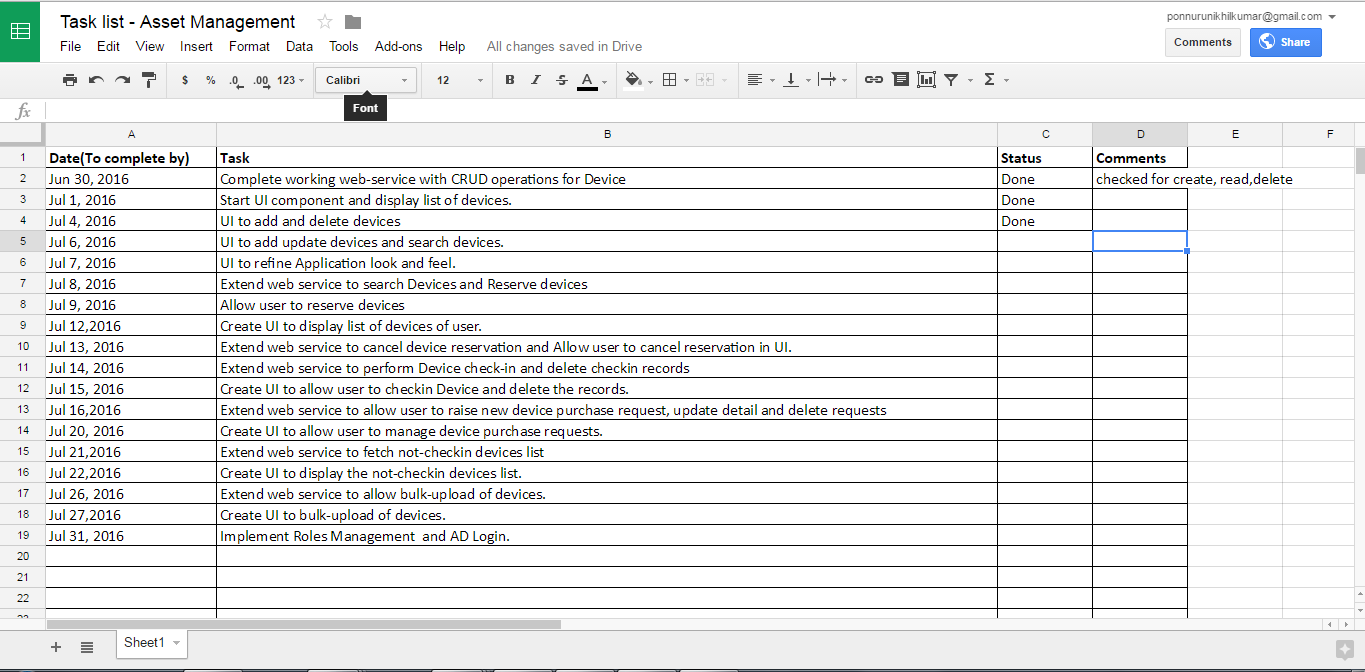 Task list - Asset Management
ponnurunikhilkumar@gmail.com
File Edit View Insert Format Data Tools Add-ons Help All changes saved in Drive
Comments Share
$ % .0 .00 123 Calibri 12 B I S A Σ
Font
fx
A B C D E F
1 Date(To complete by) Task Status Comments
2 Jun 30, 2016 Complete working web-service with CRUD operations for Device Done checked for create, read,delete
3 Jul 1, 2016 Start UI component and display list of devices. Done
4 Jul 4, 2016 UI to add and delete devices Done
5 Jul 6, 2016 UI to add update devices and search devices.
6 Jul 7, 2016 UI to refine Application look and feel.
7 Jul 8, 2016 Extend web service to search Devices and Reserve devices
8 Jul 9, 2016 Allow user to reserve devices
9 Jul 12,2016 Create UI to display list of devices of user.
10 Jul 13, 2016 Extend web service to cancel device reservation and Allow user to cancel reservation in UI.
11 Jul 14, 2016 Extend web service to perform Device check-in and delete checkin records
12 Jul 15, 2016 Create UI to allow user to checkin Device and delete the records.
13 Jul 16,2016 Extend web service to allow user to raise new device purchase request, update detail and delete requests
14 Jul 20, 2016 Create UI to allow user to manage device purchase requests.
15 Jul 21,2016 Extend web service to fetch not-checkin devices list
16 Jul 22,2016 Create UI to display the not-checkin devices list.
17 Jul 26, 2016 Extend web service to allow bulk-upload of devices.
18 Jul 27,2016 Create UI to bulk-upload of devices.
19 Jul 31, 2016 Implement Roles Management  and AD Login.
20
21
22
23
Sheet1